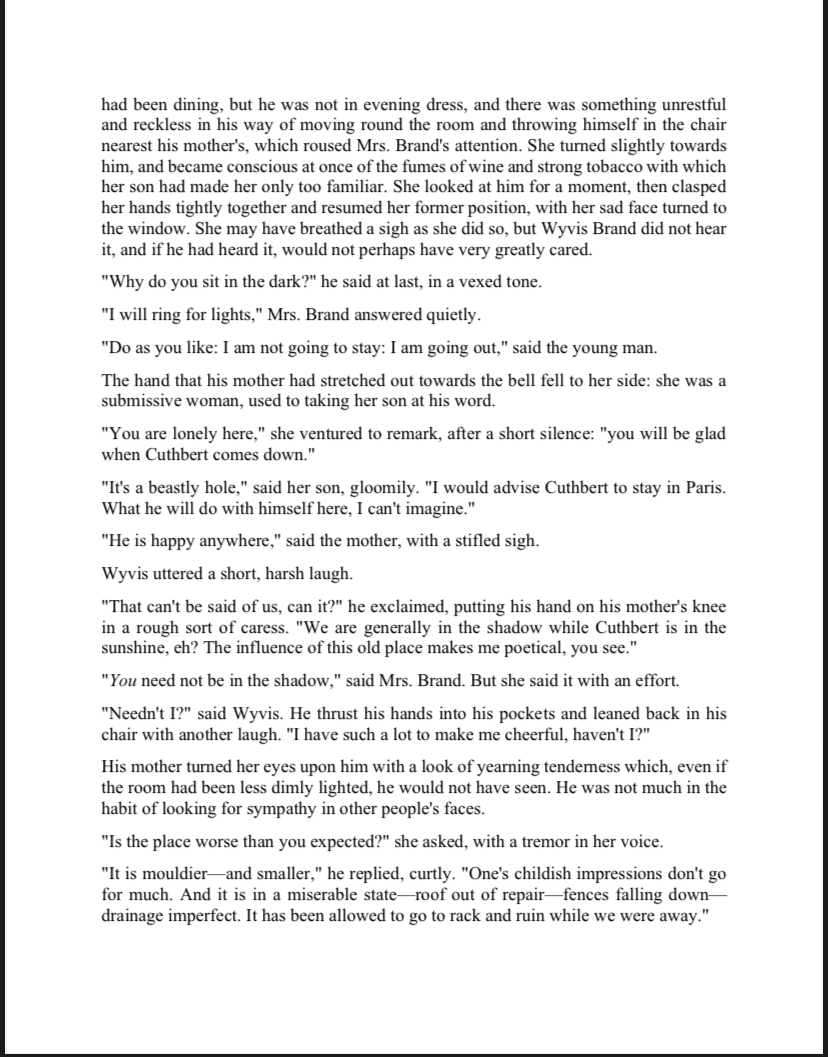 had been dining, but he was not in evening dress, and there was something unrestful
and reckless in his way of moving round the room and throwing himself in the chair
nearest his mother's, which roused Mrs. Brand's attention. She turned slightly towards
him, and became conscious at once of the fumes of wine and strong tobacco with which
her son had made her only too familiar. She looked at him for a moment, then clasped
her hands tightly together and resumed her former position, with her sad face turned to
the window. She may have breathed a sigh as she did so, but Wyvis Brand did not hear
it, and if he had heard it, would not perhaps have very greatly cared.
"Why do you sit in the dark?" he said at last, in a vexed tone.
"I will ring for lights," Mrs. Brand answered quietly.
"Do as you like: I am not going to stay: I am going out," said the young man.
The hand that his mother had stretched out towards the bell fell to her side: she was a
submissive woman, used to taking her son at his word.
"You are lonely here," she ventured to remark, after a short silence: "you will be glad
when Cuthbert comes down."
"It's a beastly hole," said her son, gloomily. "I would advise Cuthbert to stay in Paris.
What he will do with himself here, I can't imagine."
"He is happy anywhere," said the mother, with a stifled sigh.
Wyvis uttered a short, harsh laugh.
"That can't be said of us, can it?" he exclaimed, putting his hand on his mother's knee
in a rough sort of caress. "We are generally in the shadow while Cuthbert is in the
sunshine, eh? The influence of this old place makes me poetical, you see."
"You need not be in the shadow," said Mrs. Brand. But she said it with an effort.
"Needn't I?" said Wyvis. He thrust his hands into his pockets and leaned back in his
chair with another laugh. "I have such a lot to make me cheerful, haven't I?"
His mother turned her eyes upon him with a look of yearning tenderness which, even if
the room had been less dimly lighted, he would not have seen. He was not much in the
habit of looking for sympathy in other people's faces.
"Is the place worse than you expected?" she asked, with a tremor in her voice.
"It is mouldier—and smaller," he replied, curtly. "One's childish impressions don't go
for much. And it is in a miserable state—roof out of repair—fences falling down—
drainage imperfect. It has been allowed to go to rack and ruin while we were away."